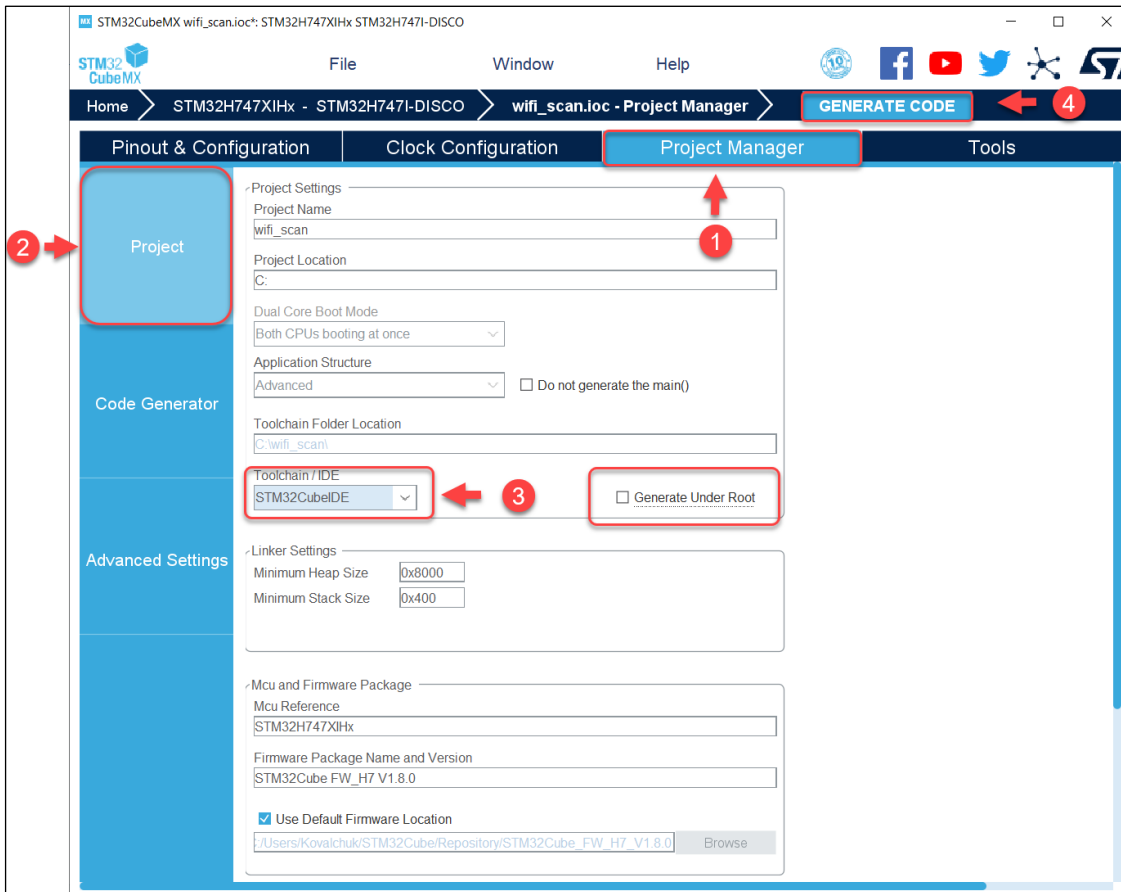 MX STM32CubeMX wifi_scan.ioc*: STM32H747XIHx STM32H747I-DISCO
STM32
CubeMX
File Window Help 10 ST
Home STM32H747XIHx - STM32H747I-DISCO wifi_scan.ioc - Project Manager GENERATE CODE 4
Pinout & Configuration Clock Configuration Project Manager Tools
1
2
Project
Code Generator
Advanced Settings
Project Settings
Project Name
wifi_scan
Project Location
C:
Dual Core Boot Mode
Both CPUs booting at once
Application Structure
Advanced Do not generate the main()
Toolchain Folder Location
C:\wifi_scan\
Toolchain / IDE
STM32CubeIDE 3 Generate Under Root
Linker Settings
Minimum Heap Size 0x8000
Minimum Stack Size 0x400
Mcu and Firmware Package
Mcu Reference
STM32H747XIHx
Firmware Package Name and Version
STM32Cube FW_H7 V1.8.0
Use Default Firmware Location
:/Users/Kovalchuk/STM32Cube/Repository/STM32Cube_FW_H7_V1.8.0 Browse